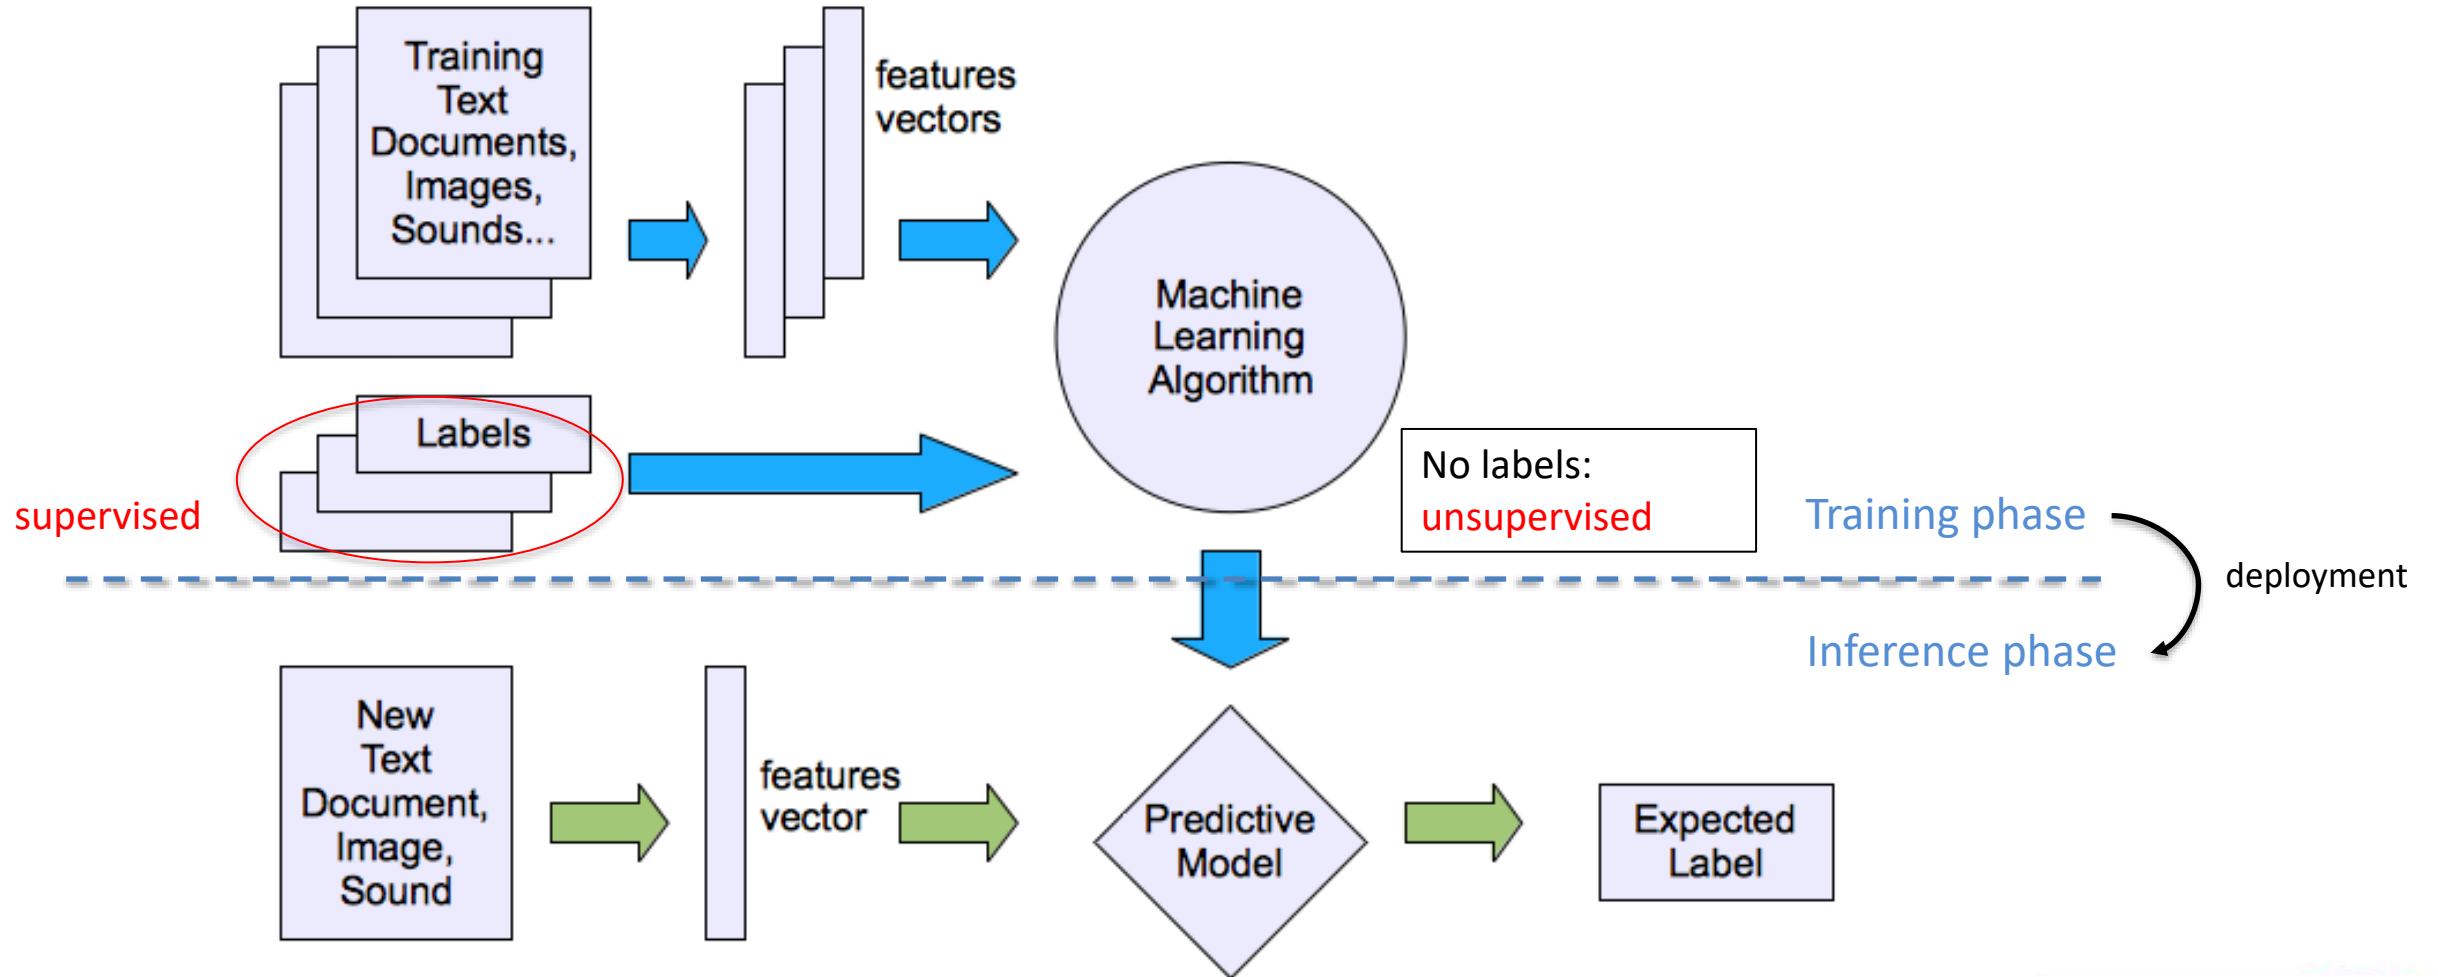 Training
Text
Documents,
Images,
Sounds...
features
vectors
Machine
Learning
Algorithm
Labels
supervised
No labels:
unsupervised
Training phase
deployment
Inference phase
New
Text
Document,
Image,
Sound
features
vector
Predictive
Model
Expected
Label